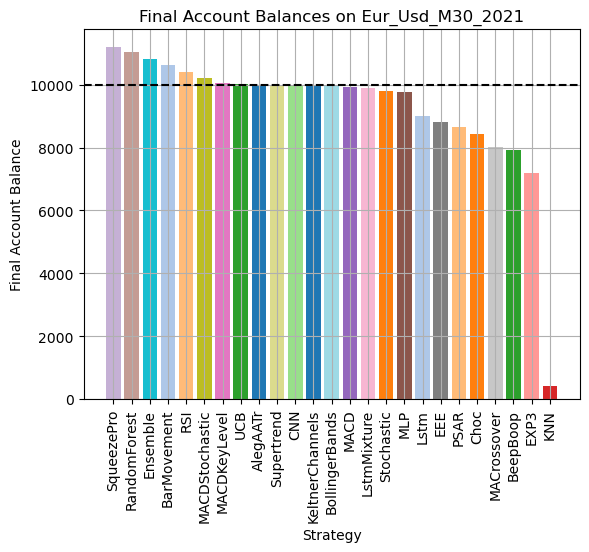 Final Account Balances on Eur_Usd_M30_2021
Final Account Balance
10000
8000
6000
4000
2000
0
SqueezePro
RandomForest
Ensemble
BarMovement
RSI
MACDStochastic
MACDKeyLevel
UCB
AlegAATr
Supertrend
CNN
KeltnerChannels
BollingerBands
MACD
LstmMixture
Stochastic
MLP
Lstm
EEE
PSAR
Choc
MACrossover
BeepBoop
EXP3
KNN
Strategy